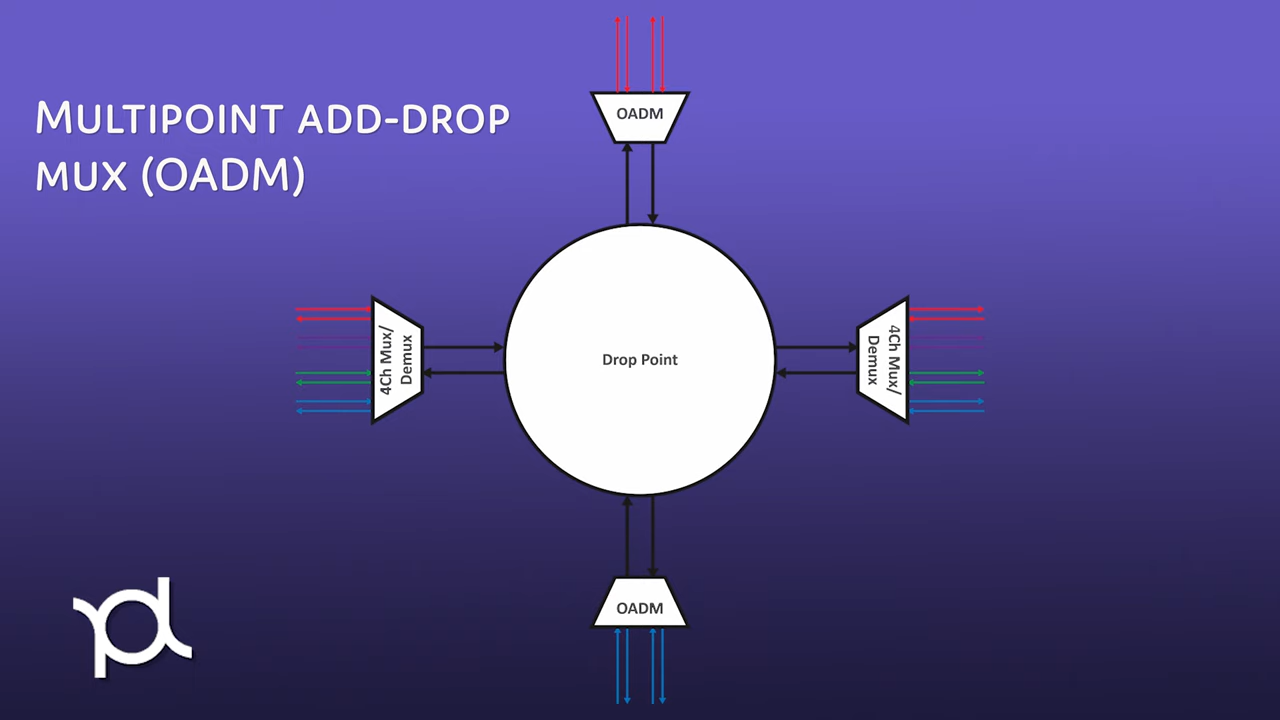 Multipoint add-drop
mux (OADM)
OADM
4Ch Mux/
Demux
Drop Point
4Ch Mux/
Demux
OADM